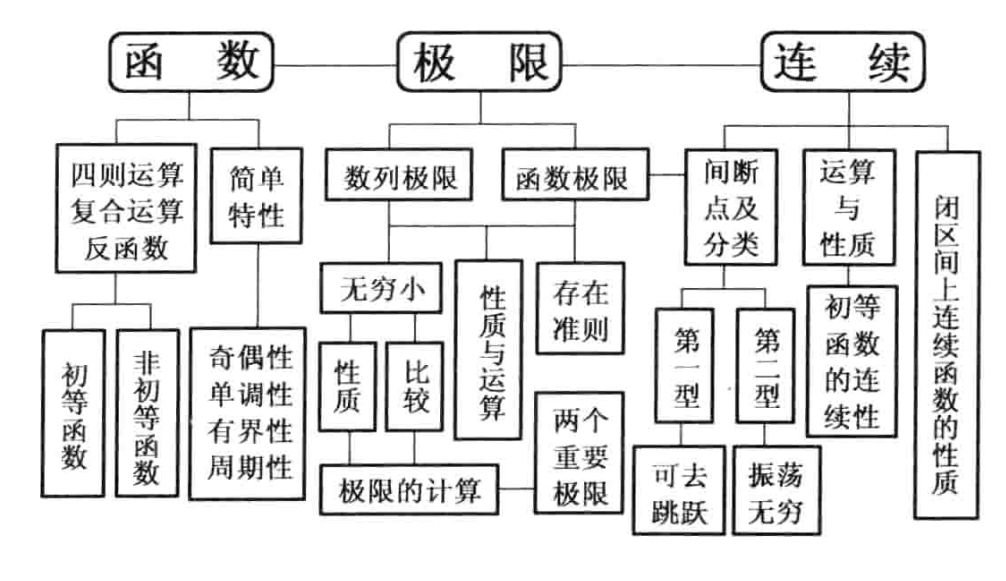 函 数
极 限
连 续
四则运算
复合运算
反函数
简单
特性
数列极限
函数极限
间断
点及
分类
运算
与
性质
闭区间上连续函数的性质
无穷小
性质与运算
存在
准则
初等函数
非初等函数
奇偶性
单调性
有界性
周期性
性质
比较
第一型
第二型
初等
函数
的连
续性
极限的计算
两个
重要
极限
可去
跳跃
振荡
无穷